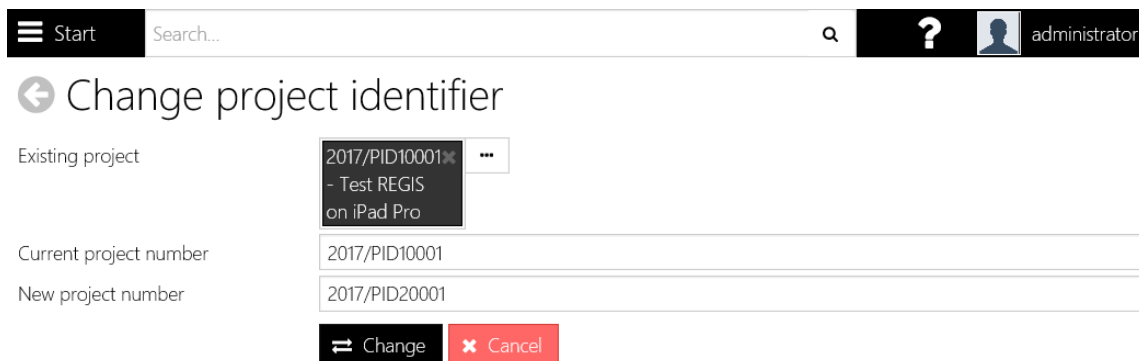 Start Search... ? administrator
Change project identifier
Existing project 2017/PID10001 ...
- Test REGIS
on iPad Pro
Current project number 2017/PID10001
New project number 2017/PID20001
Change Cancel